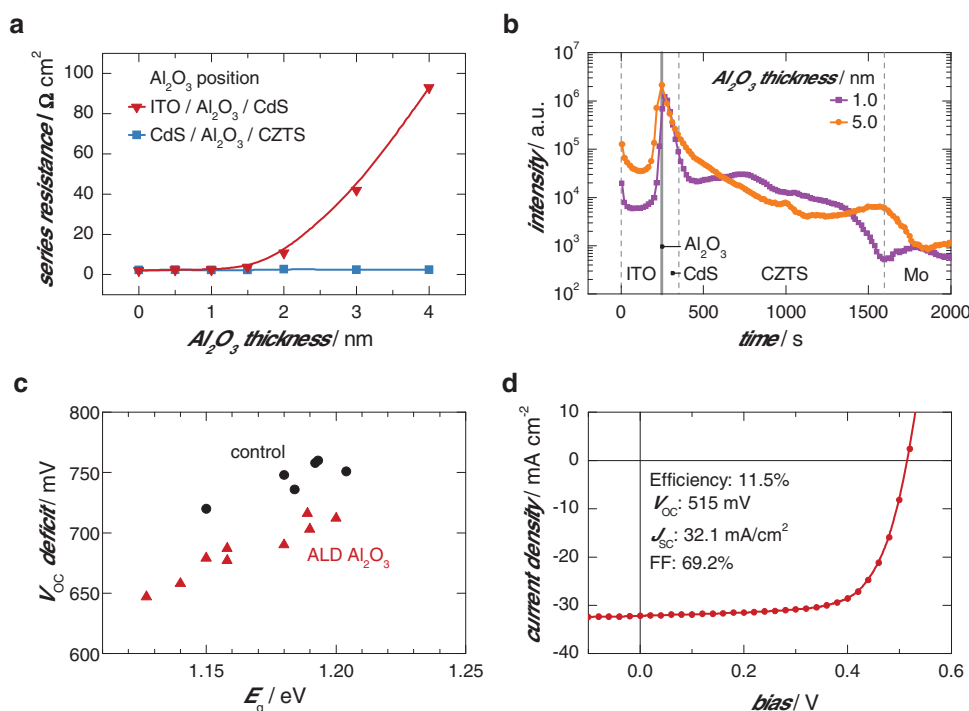 a
series resistance / Ω cm²
100
80
60
40
20
0
Al₂O₃ position
ITO / Al₂O₃ / CdS
CdS / Al₂O₃ / CZTS
0 1 2 3 4
Al₂O₃ thickness / nm
b
intensity / a.u.
10⁷
10⁶
10⁵
10⁴
10³
10²
Al₂O₃ thickness / nm
1.0
5.0
Al₂O₃
ITO CdS CZTS Mo
0 500 1000 1500 2000
time / s
c
V_OC deficit / mV
800
750
700
650
600
control
ALD Al₂O₃
1.15 1.20 1.25
E_g / eV
d
current density / mA cm⁻²
10
0
-10
-20
-30
-40
Efficiency: 11.5%
V_OC: 515 mV
J_SC: 32.1 mA/cm²
FF: 69.2%
0.0 0.2 0.4 0.6
bias / V